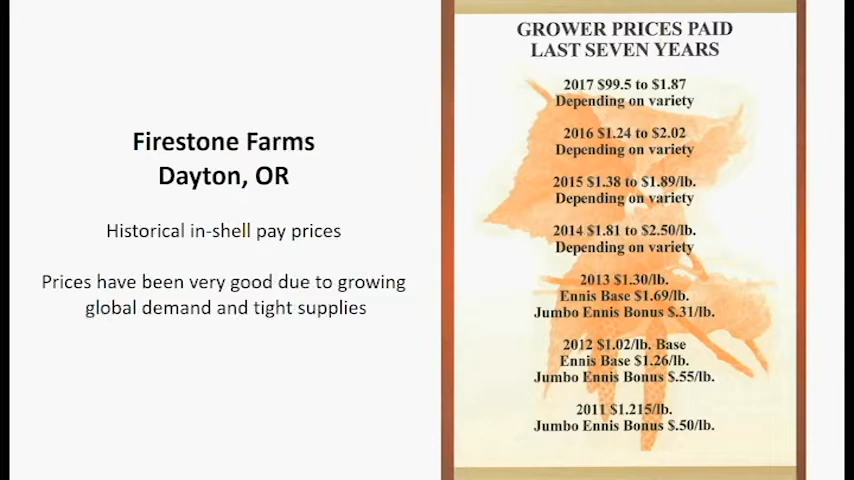 Firestone Farms
Dayton, OR
Historical in-shell pay prices
Prices have been very good due to growing
global demand and tight supplies
GROWER PRICES PAID
LAST SEVEN YEARS
2017 $99.5 to $1.87
Depending on variety
2016 $1.24 to $2.02
Depending on variety
2015 $1.38 to $1.89/lb.
Depending on variety
2014 $1.81 to $2.50/lb.
Depending on variety
2013 $1.30/lb.
Ennis Base $1.69/lb.
Jumbo Ennis Bonus $.31/lb.
2012 $1.02/lb. Base
Ennis Base $1.26/lb.
Jumbo Ennis Bonus $.55/lb.
2011 $1.215/lb.
Jumbo Ennis Bonus $.50/lb.